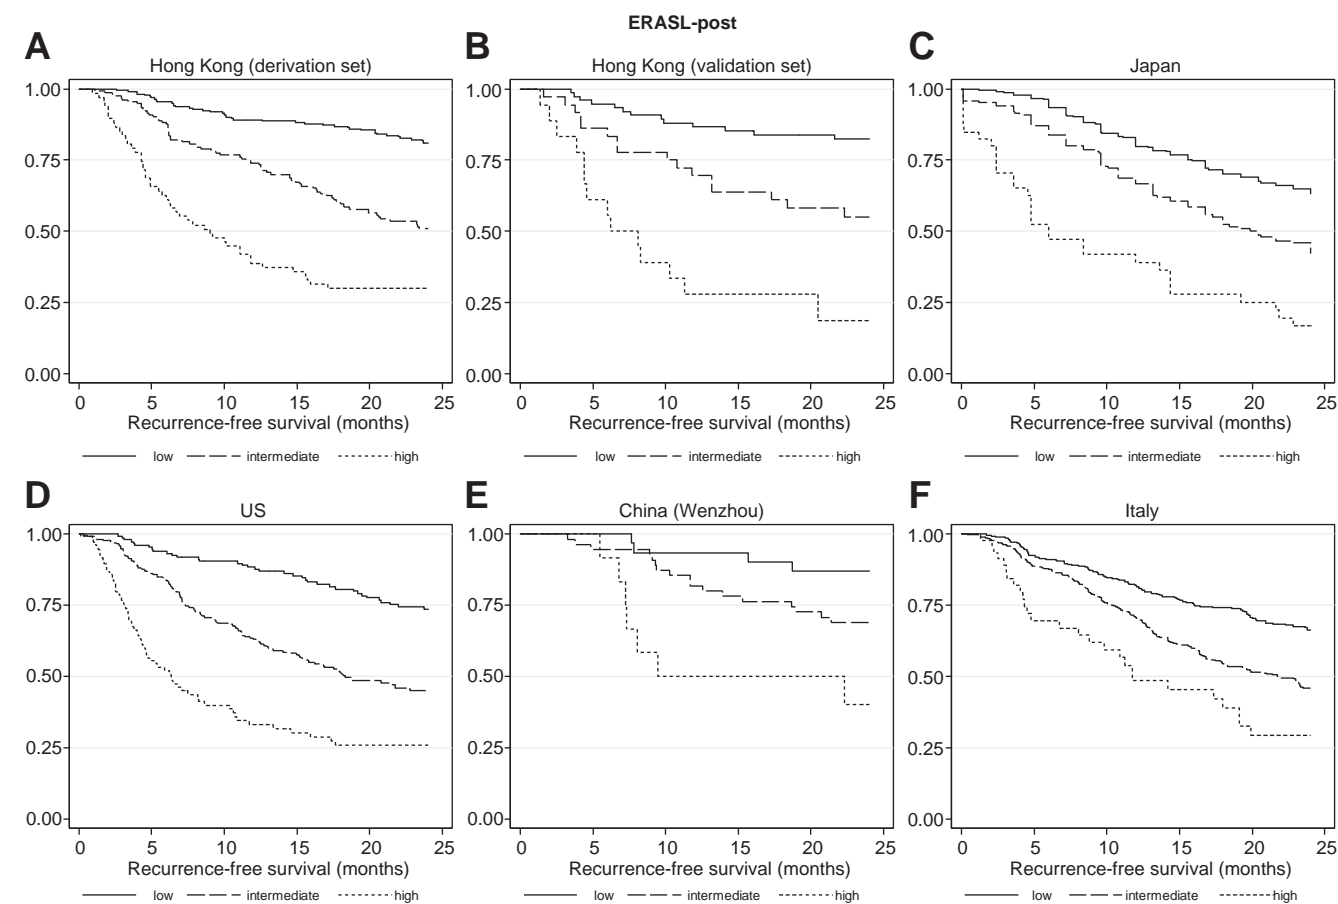 ERASL-post
A
Hong Kong (derivation set)
1.00
0.75
0.50
0.25
0.00
0 5 10 15 20 25
Recurrence-free survival (months)
low intermediate high
B
Hong Kong (validation set)
1.00
0.75
0.50
0.25
0.00
0 5 10 15 20 25
Recurrence-free survival (months)
low intermediate high
C
Japan
1.00
0.75
0.50
0.25
0.00
0 5 10 15 20 25
Recurrence-free survival (months)
low intermediate high
D
US
1.00
0.75
0.50
0.25
0.00
0 5 10 15 20 25
Recurrence-free survival (months)
low intermediate high
E
China (Wenzhou)
1.00
0.75
0.50
0.25
0.00
0 5 10 15 20 25
Recurrence-free survival (months)
low intermediate high
F
Italy
1.00
0.75
0.50
0.25
0.00
0 5 10 15 20 25
Recurrence-free survival (months)
low intermediate high